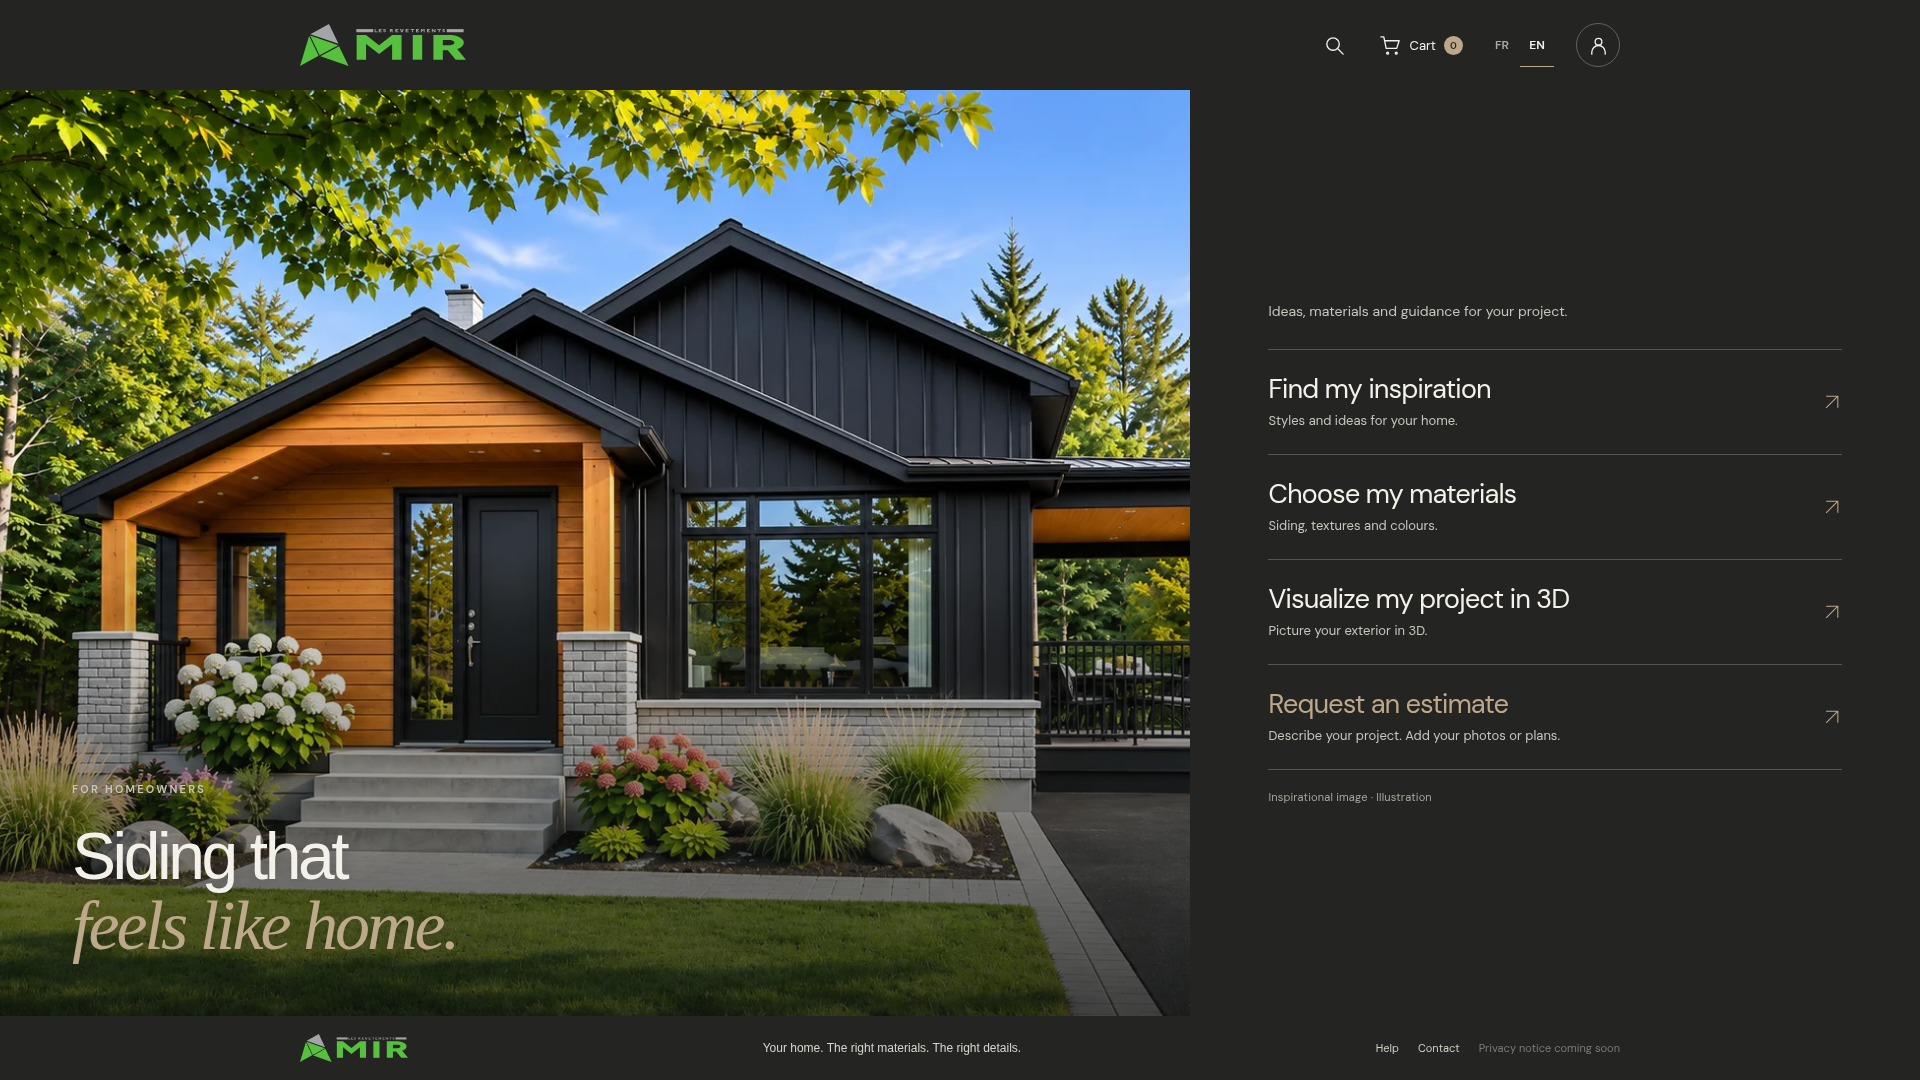 LES REVÊTEMENTS
MIR
Cart 0
FR EN
FOR HOMEOWNERS
Siding that
feels like home.
Ideas, materials and guidance for your project.
Find my inspiration
Styles and ideas for your home.
Choose my materials
Siding, textures and colours.
Visualize my project in 3D
Picture your exterior in 3D.
Request an estimate
Describe your project. Add your photos or plans.
Inspirational image · Illustration
LES REVÊTEMENTS
MIR
Your home. The right materials. The right details.
Help Contact Privacy notice coming soon